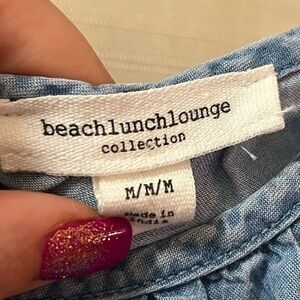 beachlunchlounge
collection
M/M/M
Made in
India